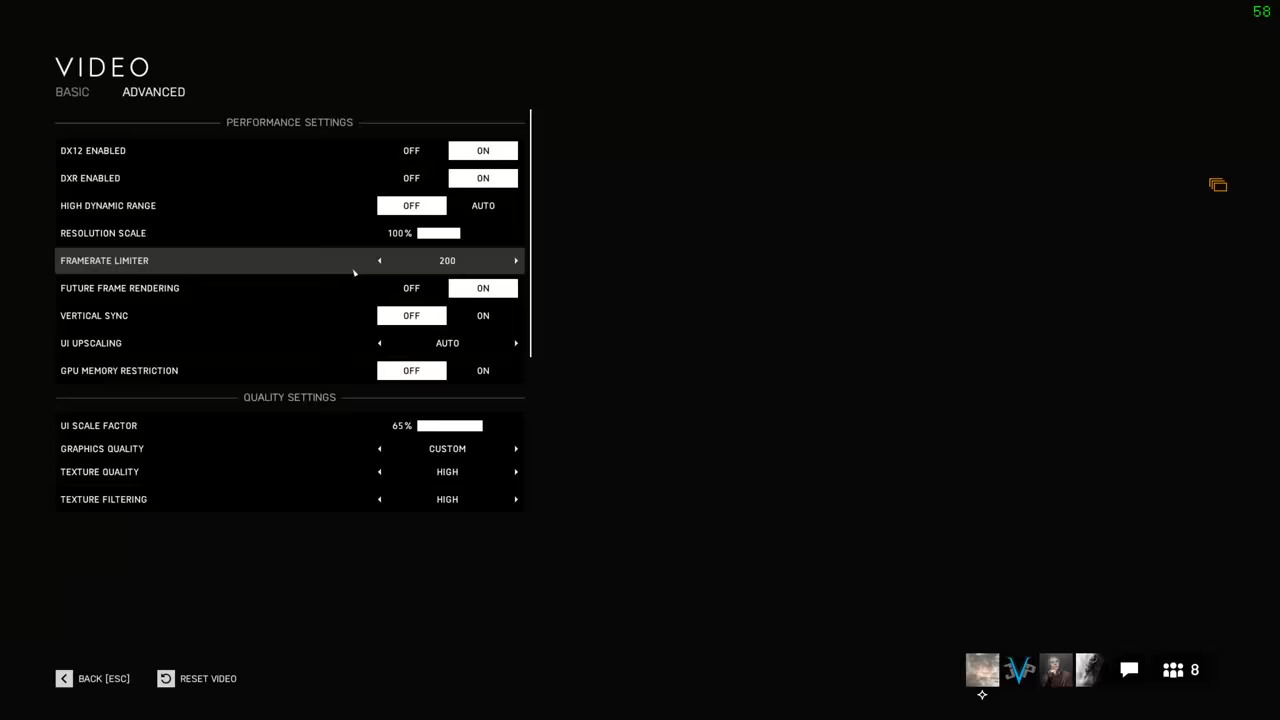 58
VIDEO
BASIC ADVANCED
PERFORMANCE SETTINGS
DX12 ENABLED OFF ON
DXR ENABLED OFF ON
HIGH DYNAMIC RANGE OFF AUTO
RESOLUTION SCALE 100%
FRAMERATE LIMITER 200
FUTURE FRAME RENDERING OFF ON
VERTICAL SYNC OFF ON
UI UPSCALING AUTO
GPU MEMORY RESTRICTION OFF ON
QUALITY SETTINGS
UI SCALE FACTOR 65%
GRAPHICS QUALITY CUSTOM
TEXTURE QUALITY HIGH
TEXTURE FILTERING HIGH
BACK [ESC] RESET VIDEO
8